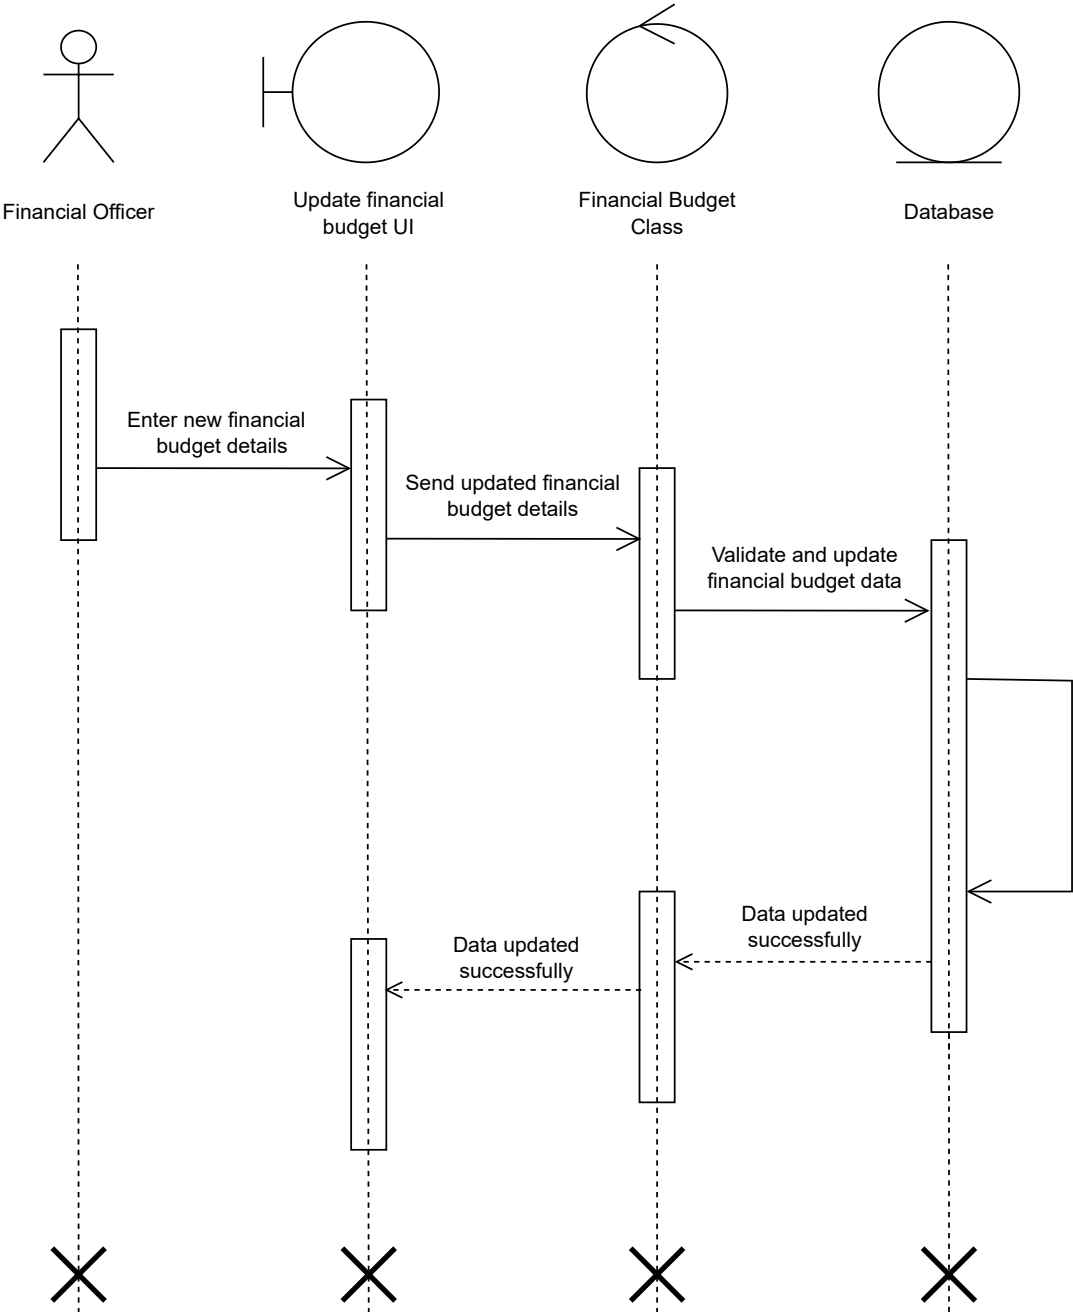 Financial Officer
Update financial
budget UI
Financial Budget
Class
Database
Enter new financial
budget details
Send updated financial
budget details
Validate and update
financial budget data
Data updated
successfully
Data updated
successfully